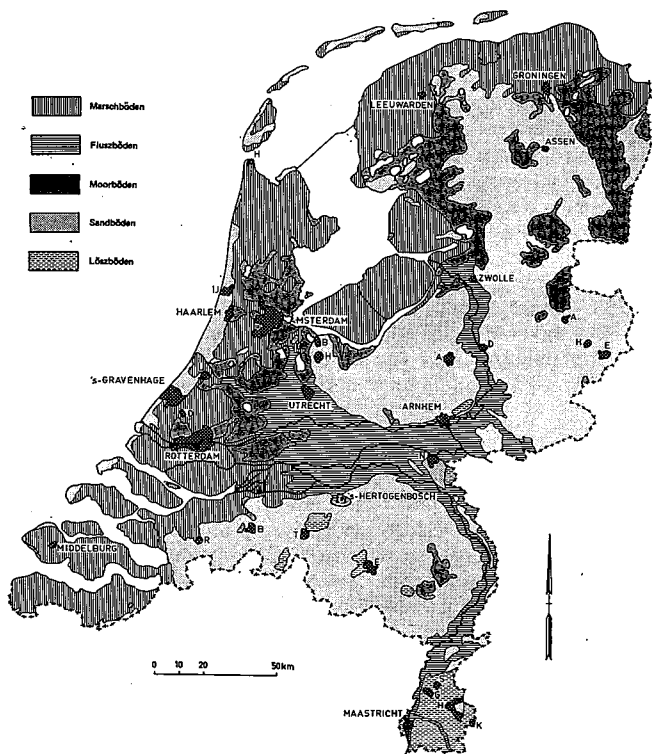 Marschböden
Fluszböden
Moorböden
Sandböden
Löszböden
GRONINGEN
LEEUWARDEN
ASSEN
H
ZWOLLE
IJ
HAARLEM
AMSTERDAM
A
B
H
A
D
H
E
'S-GRAVENHAGE
UTRECHT
ARNHEM
D
ROTTERDAM
N
'S-HERTOGENBOSCH
R
B
T
E
MIDDELBURG
0 10 20 50km
MAASTRICHT
G
H
K